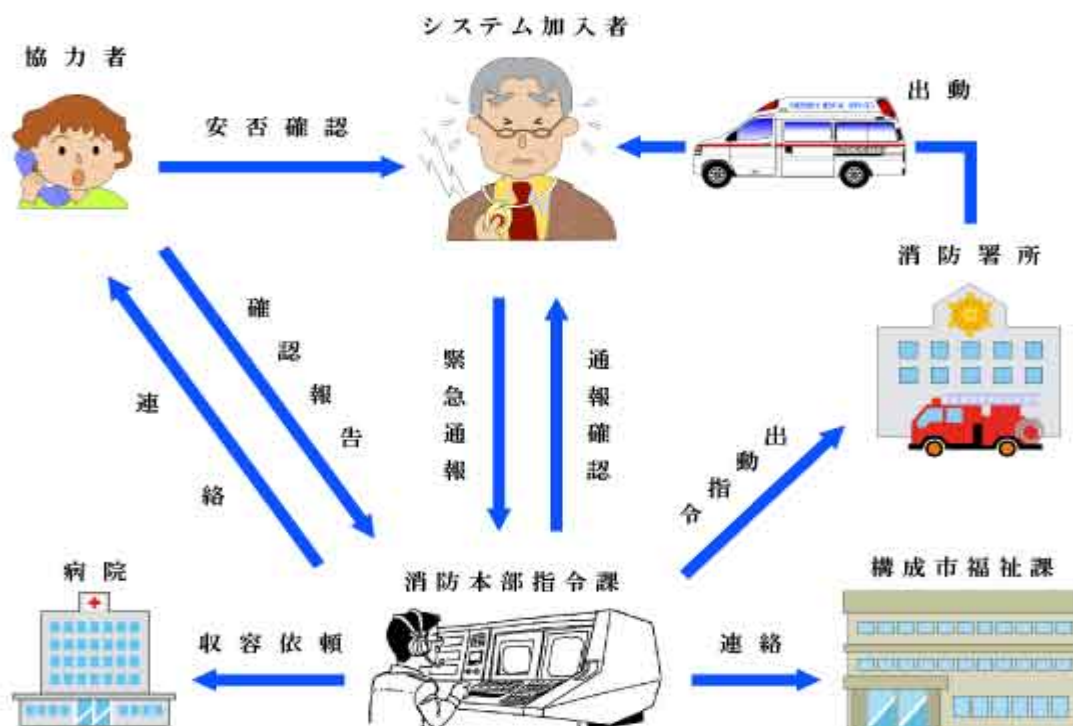 システム加入者
協力者
出動
安否確認
消防署所
確認報告
連絡
緊急通報
通報確認
出動指令
病院
消防本部指令課
構成市福祉課
収容依頼
連絡